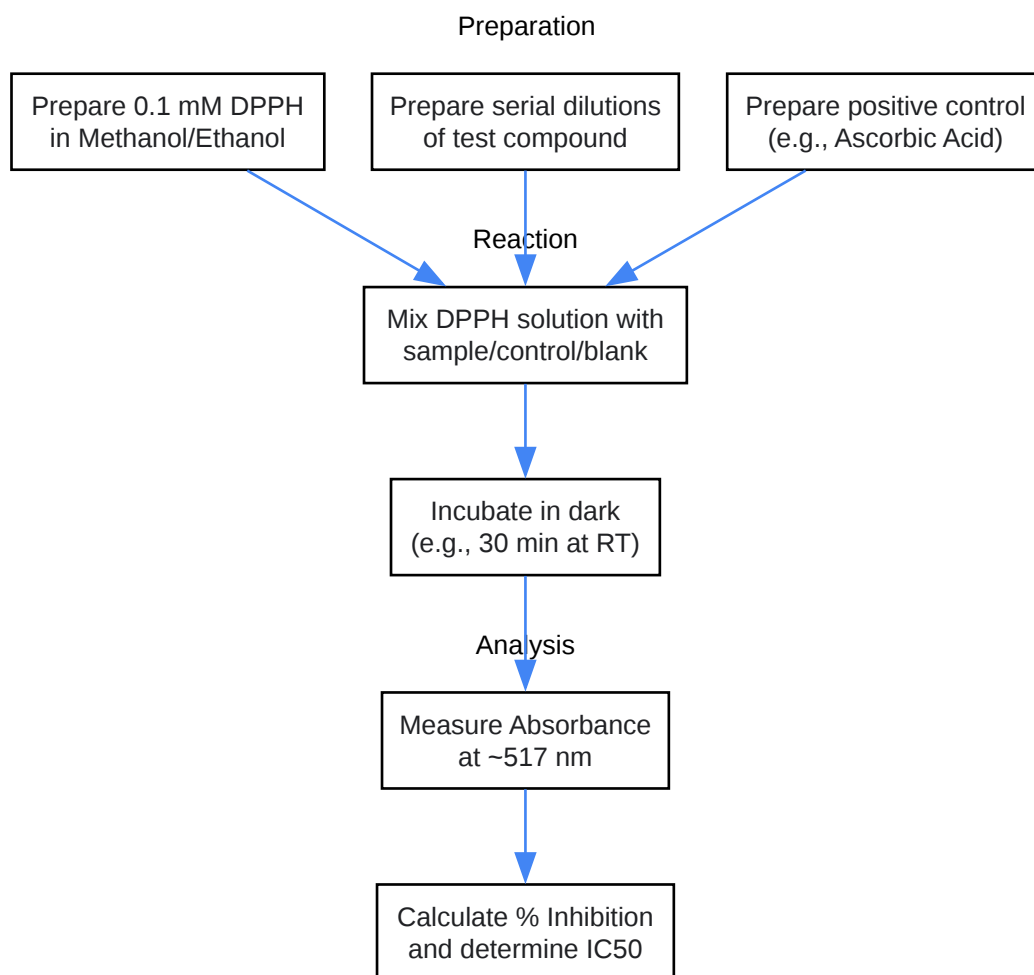 Preparation
Prepare 0.1 mM DPPH
in Methanol/Ethanol
Prepare serial dilutions
of test compound
Prepare positive control
(e.g., Ascorbic Acid)
Reaction
Mix DPPH solution with
sample/control/blank
Incubate in dark
(e.g., 30 min at RT)
Analysis
Measure Absorbance
at ~517 nm
Calculate % Inhibition
and determine IC50